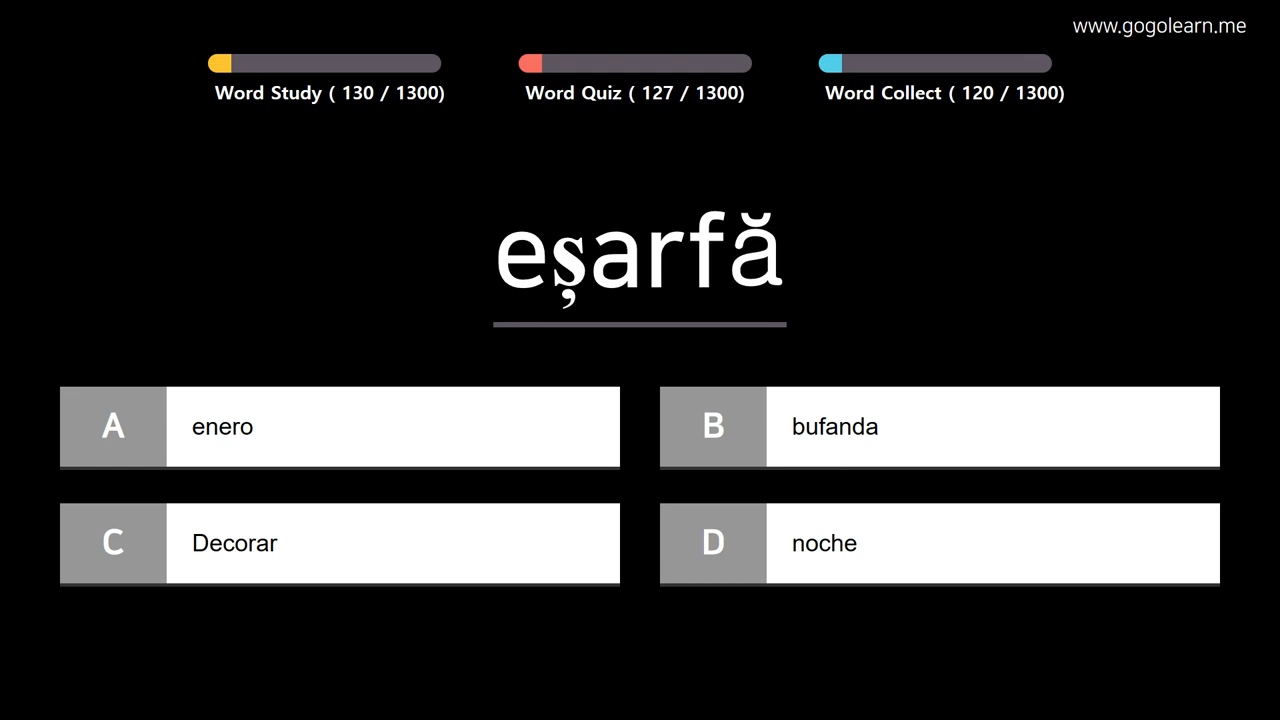 www.gogolearn.me
Word Study ( 130 / 1300)
Word Quiz ( 127 / 1300)
Word Collect ( 120 / 1300)
eșarfă
A enero
B bufanda
C Decorar
D noche